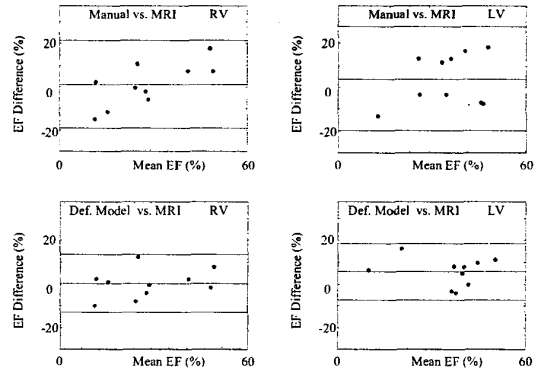 Manual vs. MRI RV
EF Difference (%)
20
0
-20
0 60
Mean EF (%)
Manual vs. MRI LV
EF Difference (%)
20
0
-20
0 60
Mean EF (%)
Def. Model vs. MRI RV
EF Difference (%)
20
0
-20
0 60
Mean EF (%)
Def. Model vs. MRI LV
EF Difference (%)
20
0
-20
0 60
Mean EF (%)